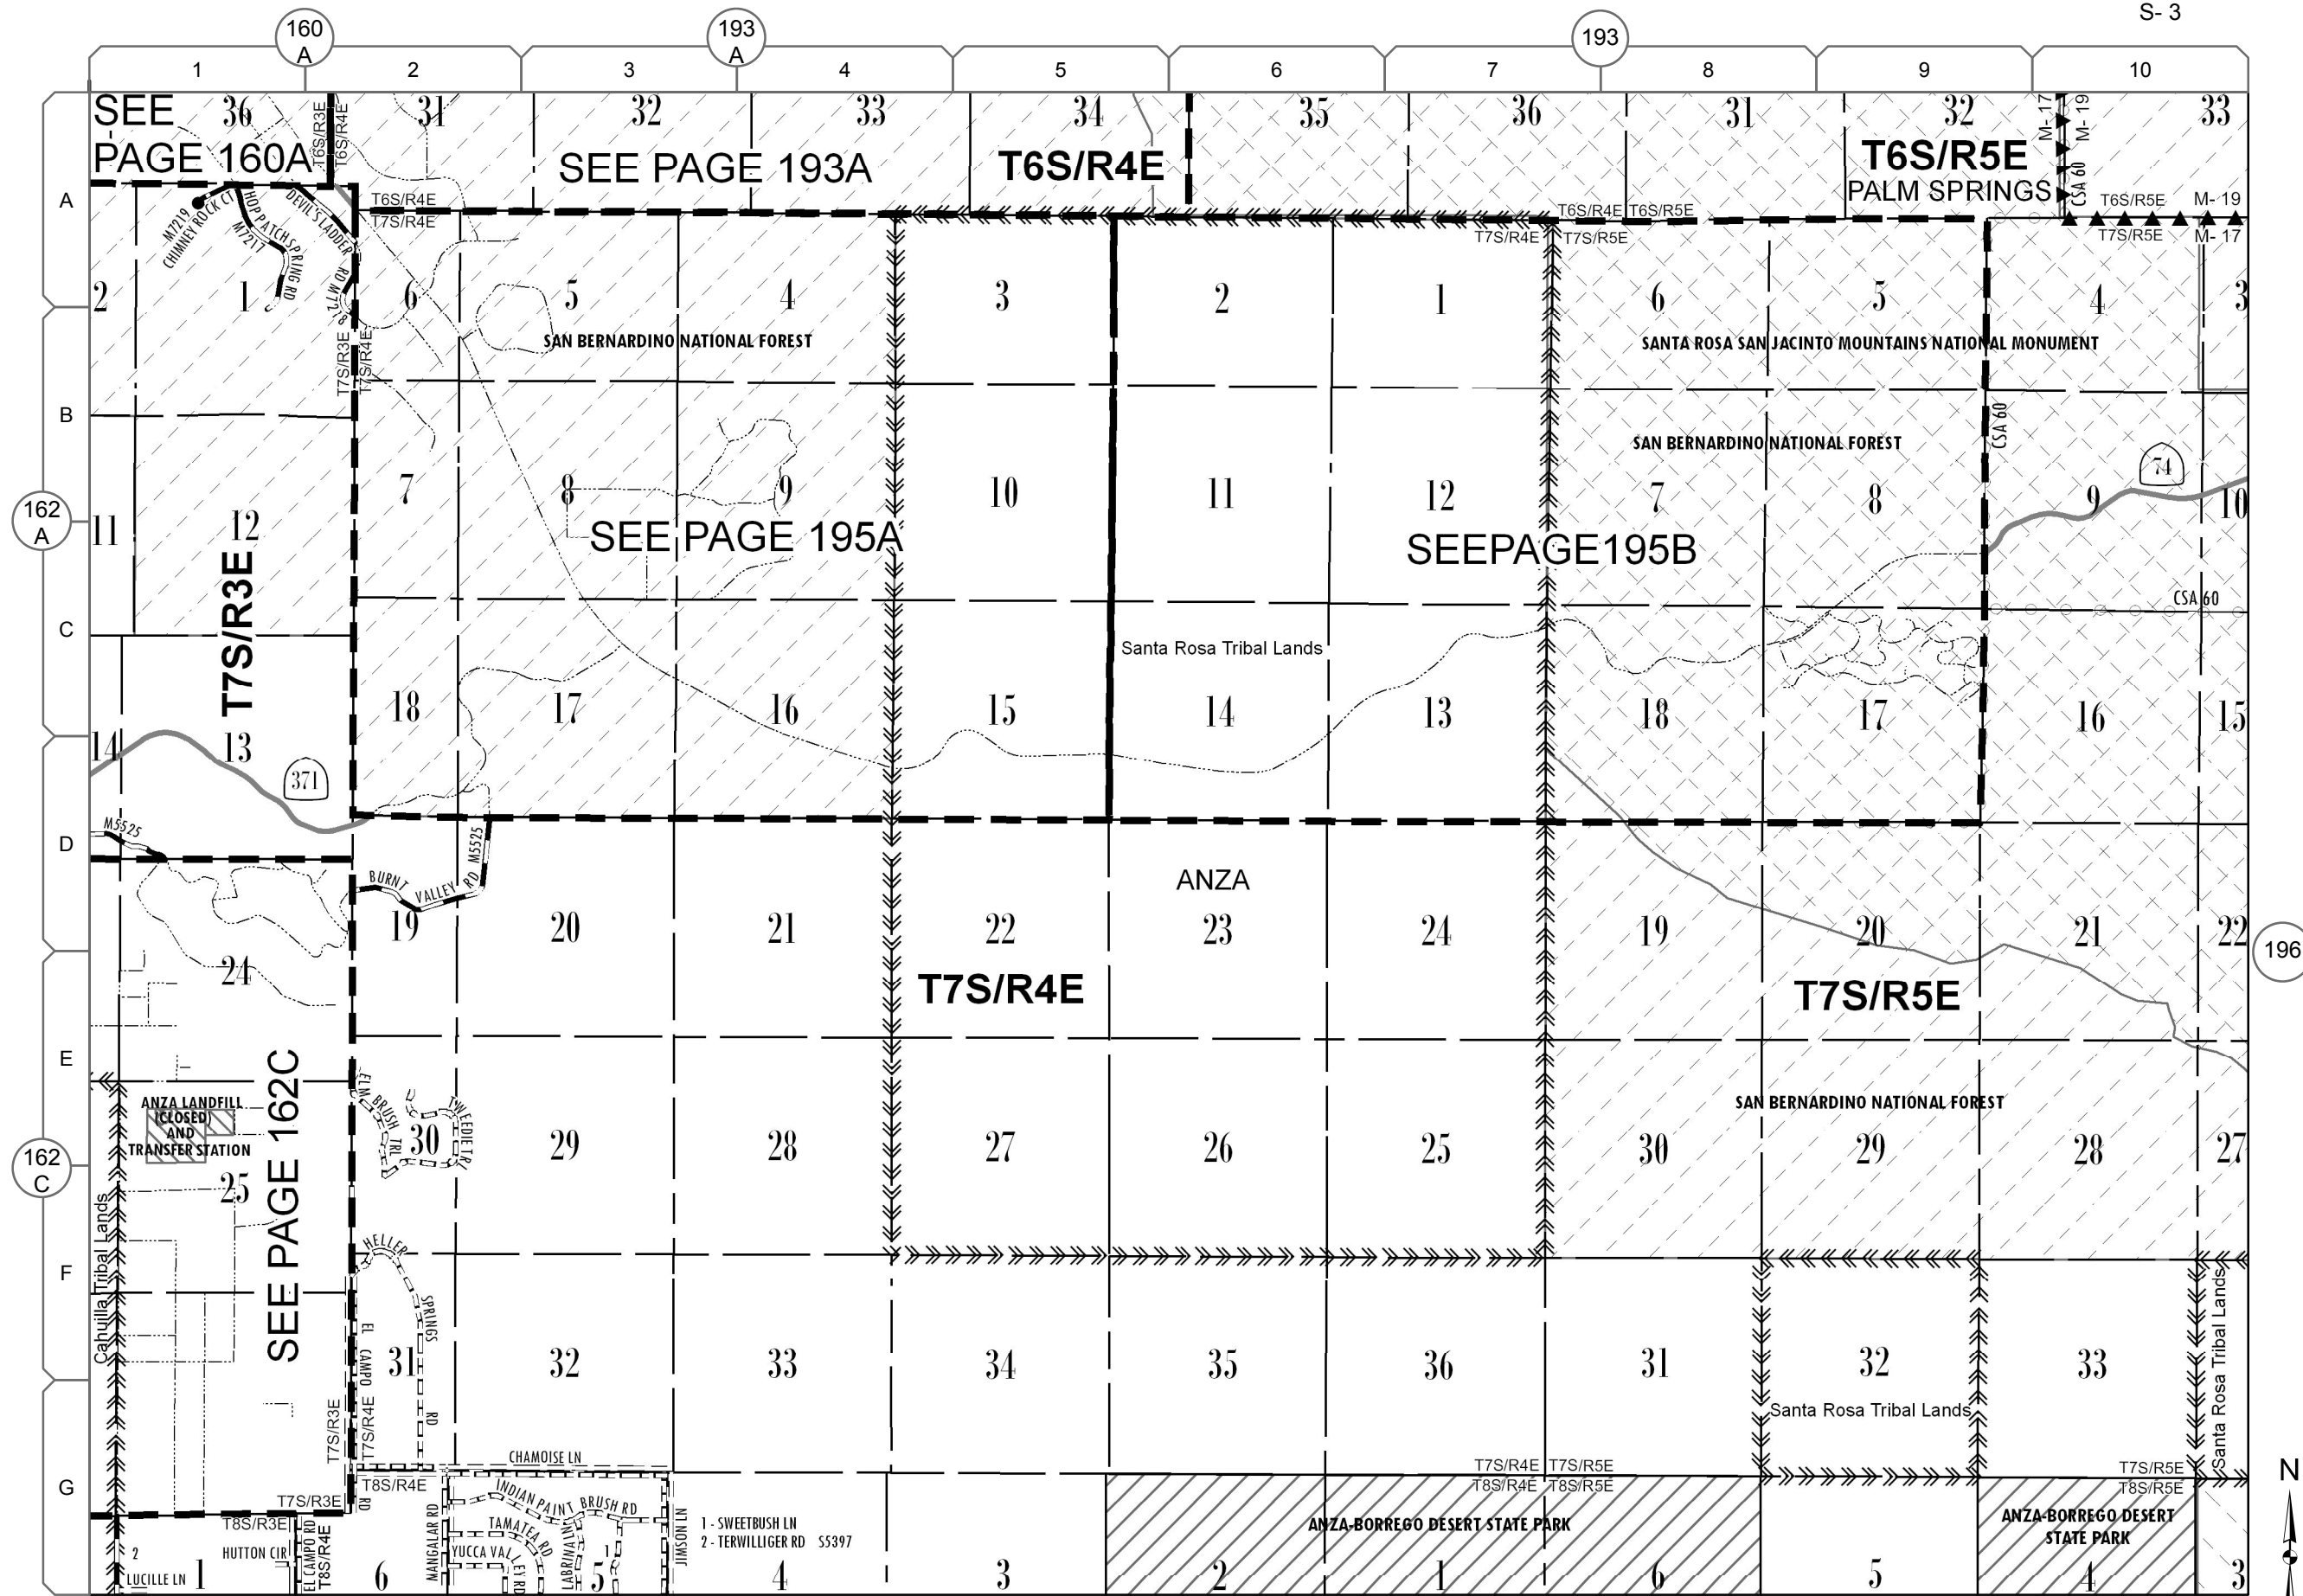 S- 3
160
A
193
A
193
1
2
3
4
5
6
7
8
9
10
SEE
PAGE 160A
36
T6S/R3E
T6S/R4E
31
32
33
34
35
36
31
32
33
SEE PAGE 193A
T6S/R4E
T6S/R5E
PALM SPRINGS
M- 17
M- 19
CSA 60
A
T6S/R4E
T7S/R4E
T6S/R4E
T6S/R5E
T7S/R4E
T7S/R5E
T6S/R5E
M- 19
T7S/R5E
M- 17
M7219
CHIMNEY ROCK CT
HOP PATCH SPRING RD
M7217
DEVIL'S LADDER RD M7218
2
1
6
5
4
3
2
1
6
5
4
3
T7S/R3E
T7S/R4E
SAN BERNARDINO NATIONAL FOREST
SANTA ROSA SAN JACINTO MOUNTAINS NATIONAL MONUMENT
B
CSA 60
SAN BERNARDINO NATIONAL FOREST
74
162
A
11
12
7
8
9
10
11
12
7
8
9
10
SEE PAGE 195A
SEEPAGE195B
T7S/R3E
CSA 60
C
Santa Rosa Tribal Lands
14
13
18
17
16
15
14
13
18
17
16
15
371
M5525
D
M5525
BURNT VALLEY RD
ANZA
19
20
21
22
23
24
19
20
21
22
196
24
T7S/R4E
T7S/R5E
E
SEE PAGE 162C
ANZA LANDFILL
(CLOSED)
AND
TRANSFER STATION
ELM BRUSH TRL
TWEEDIE TR
SAN BERNARDINO NATIONAL FOREST
162
C
25
30
29
28
27
26
25
30
29
28
27
Cahuilla Tribal Lands
HELLER SPRINGS RD
F
EL CAMPO RD
31
32
33
34
35
36
31
32
33
Santa Rosa Tribal Lands
Santa Rosa Tribal Lands
T7S/R3E
T7S/R4E
CHAMOISE LN
G
T7S/R3E
T8S/R3E
T8S/R4E
T7S/R4E
T7S/R5E
T8S/R4E
T8S/R5E
T7S/R5E
T8S/R5E
N
HUTTON CIR
EL CAMPO RD
T8S/R4E
MANGALAR RD
INDIAN PAINT BRUSH RD
TAMATEA RD
YUCCA VALLEY RD
JIMSON LN
1 - SWEETBUSH LN
2 - TERWILLIGER RD S5397
ANZA-BORREGO DESERT STATE PARK
ANZA-BORREGO DESERT
STATE PARK
2
LUCILLE LN
1
6
1
5
4
3
2
1
6
5
4
3